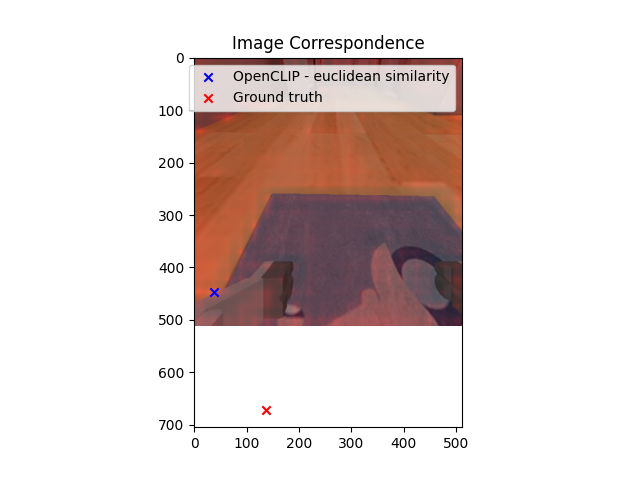 Image Correspondence
OpenCLIP - euclidean similarity
Ground truth
0
100
200
300
400
500
600
700
0 100 200 300 400 500